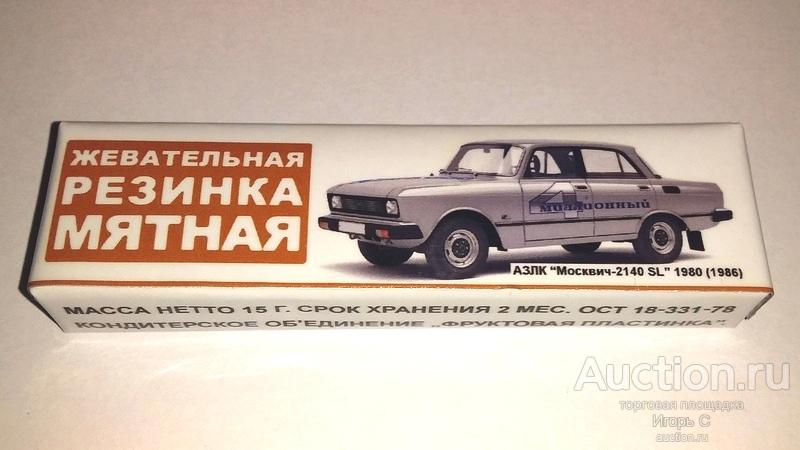 ЖЕВАТЕЛЬНАЯ
РЕЗИНКА
МЯТНАЯ
4
миллионный
АЗЛК "Москвич-2140 SL" 1980 (1986)
МАССА НЕТТО 15 Г. СРОК ХРАНЕНИЯ 2 МЕС. ОСТ 18-331-78
КОНДИТЕРСКОЕ ОБ'ЕДИНЕНИЕ „ФРУКТОВАЯ ПЛАСТИНКА".
Auction.ru
торговая площадка
Игорь С
auction.ru